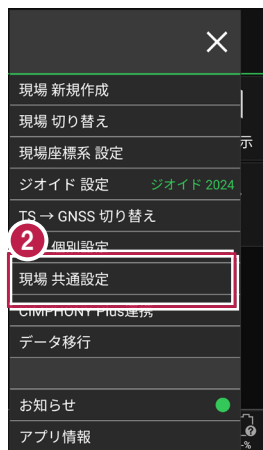 現場 新規作成
現場 切り替え
現場座標系 設定
示
ジオイド 設定 ジオイド 2024
TS → GNSS 切り替え
2
個別設定
現場 共通設定
CIMPHONY Plus連携
データ移行
お知らせ
アプリ情報
-%